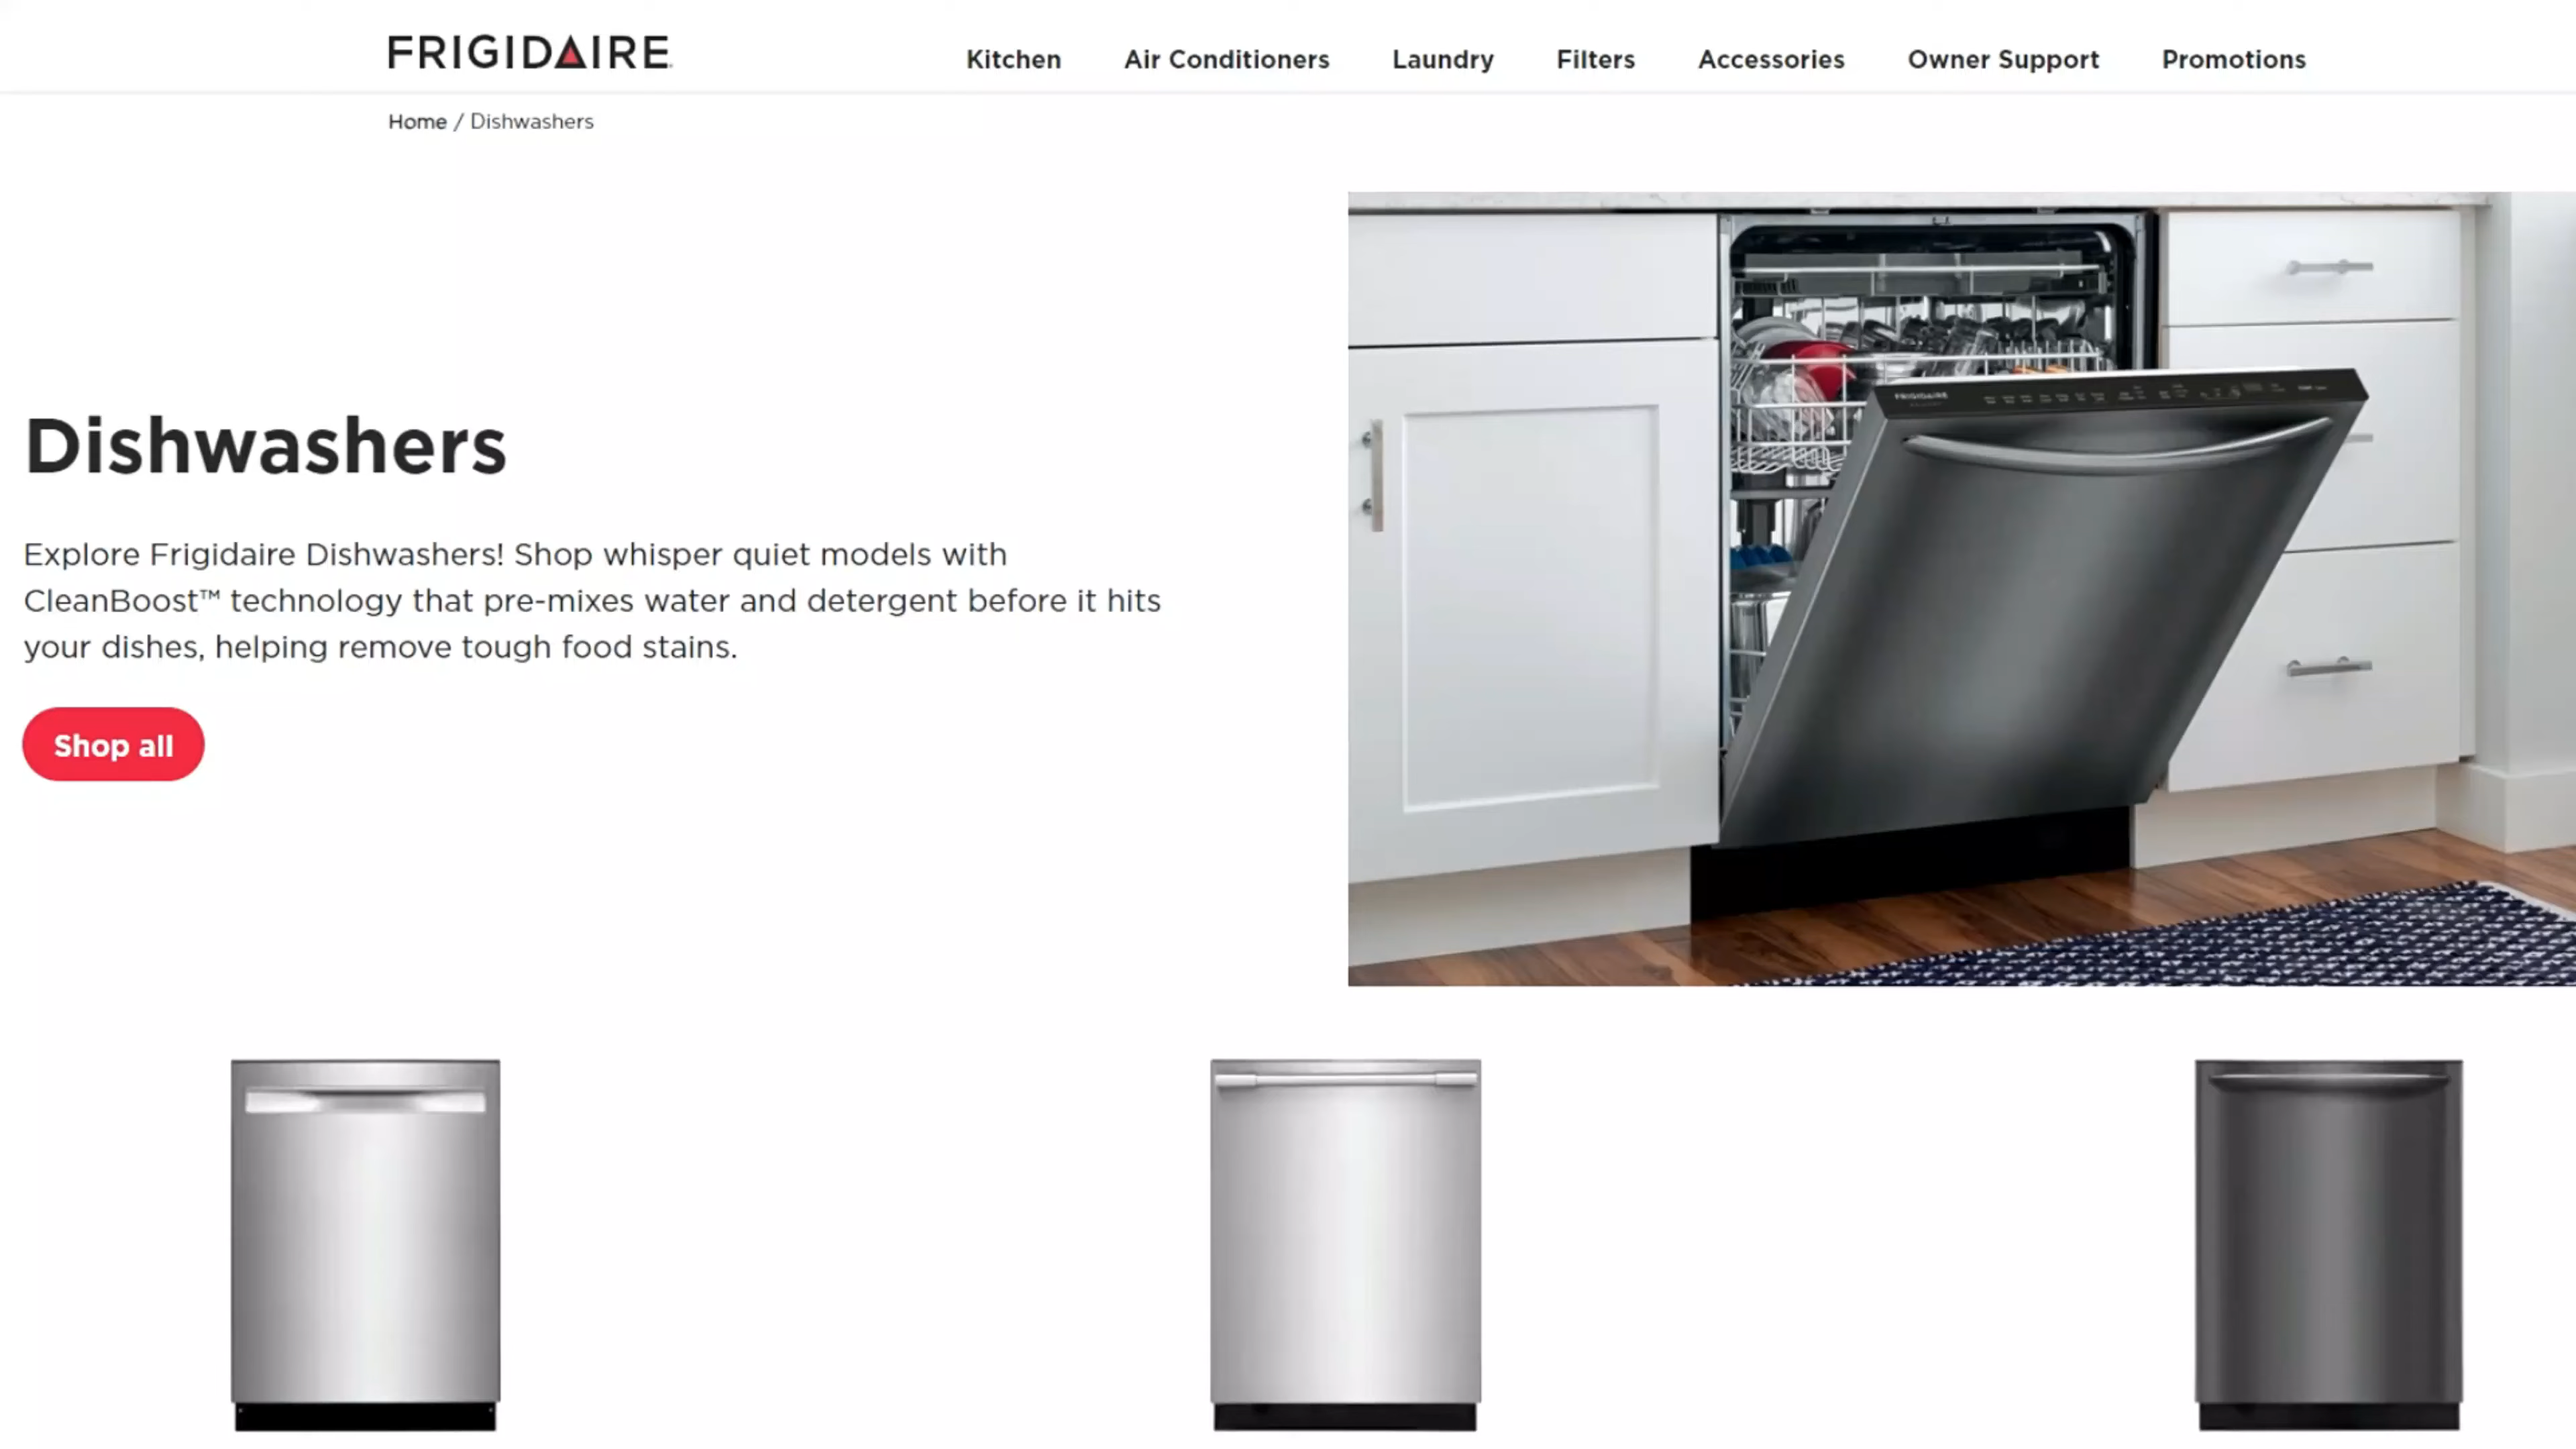 FRIGIDAIRE
Kitchen Air Conditioners Laundry Filters Accessories Owner Support Promotions
Home / Dishwashers
Dishwashers
Explore Frigidaire Dishwashers! Shop whisper quiet models with
CleanBoost™ technology that pre-mixes water and detergent before it hits
your dishes, helping remove tough food stains.
Shop all
FRIGIDAIRE